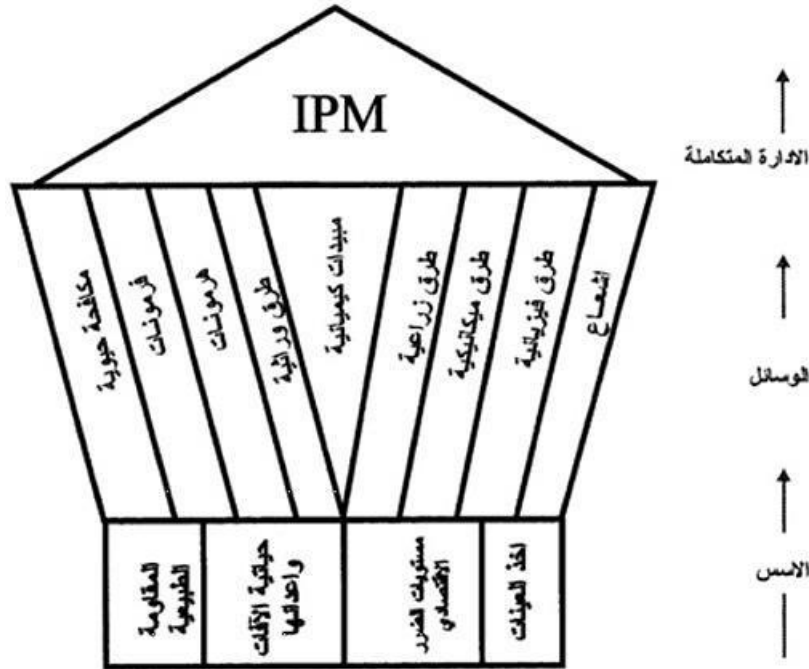 IPM
الادارة المتكاملة
مكافحة حيوية
فرمونات
هرمونات
طرق وراثية
مبيدات كيميائية
طرق زراعية
طرق ميكانيكية
طرق فيزيائية
اشعاع
الوسائل
المقاومة
الطبيعية
حياتية الآفات
واعدائها
مستويات الضرر
الاقتصادي
اخذ العينات
الاسس